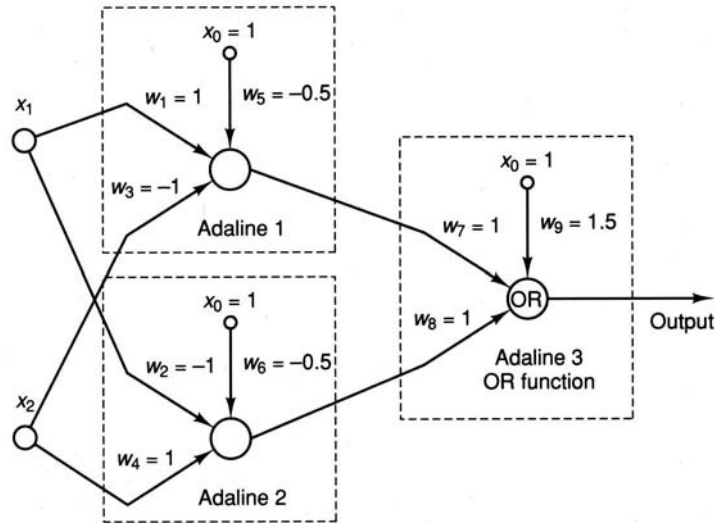 x0 = 1
x1
w1 = 1
w5 = –0.5
w3 = –1
Adaline 1
x0 = 1
w7 = 1
w9 = 1.5
OR
w8 = 1
Output
Adaline 3
OR function
x0 = 1
w2 = –1
w6 = –0.5
x2
w4 = 1
Adaline 2